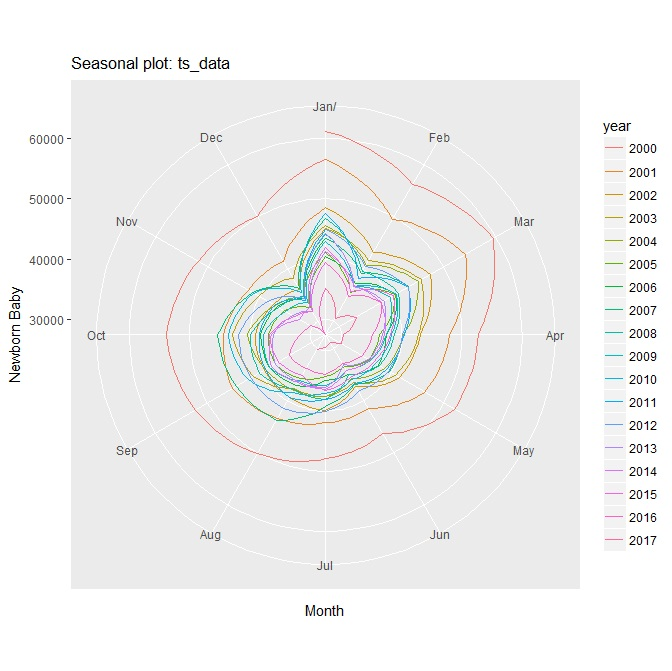 Seasonal plot: ts_data
Jan/
Feb
Mar
Apr
May
Jun
Jul
Aug
Sep
Oct
Nov
Dec
60000
50000
40000
30000
Newborn Baby
Month
year
2000
2001
2002
2003
2004
2005
2006
2007
2008
2009
2010
2011
2012
2013
2014
2015
2016
2017